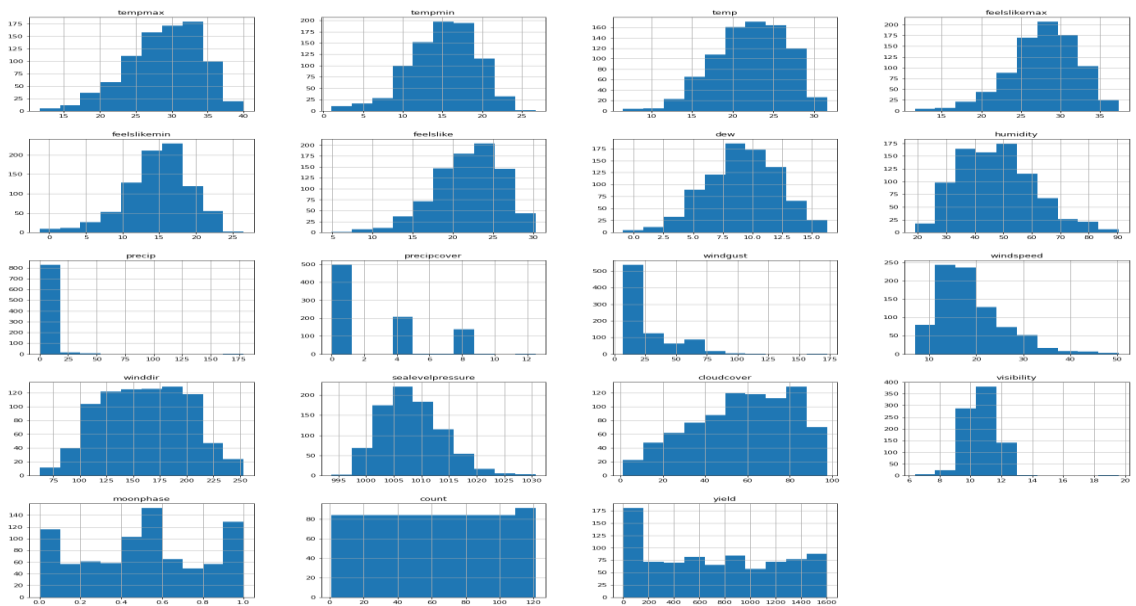 tempmax tempmin temp feelslikemax
175 150 125 100 75 50 25 0
15 20 25 30 35 40
200 175 150 125 100 75 50 25 0
5 10 15 20 25
160 140 120 100 80 60 40 20 0
10 15 20 25 30
200 175 150 125 100 75 50 25 0
15 20 25 30 35
feelslikemin feelslike dew humidity
200 150 100 50 0
0 5 10 15 20 25
200 175 150 125 100 75 50 25 0
5 10 15 20 25 30
175 150 125 100 75 50 25 0
0.0 2.5 5.0 7.5 10.0 12.5 15.0
175 150 125 100 75 50 25 0
20 30 40 50 60 70 80 90
precip precipcover windgust windspeed
800 700 600 500 400 300 200 100 0
0 25 50 75 100 125 150 175
500 400 300 200 100 0
0 2 4 6 8 10 12
500 400 300 200 100 0
0 25 50 75 100 125 150 175
250 200 150 100 50 0
10 20 30 40 50
winddir sealevelpressure cloudcover visibility
120 100 80 60 40 20 0
75 100 125 150 175 200 225 250
200 150 100 50 0
995 1000 1005 1010 1015 1020 1025 1030
120 100 80 60 40 20 0
0 20 40 60 80 100
400 350 300 250 200 150 100 50 0
6 8 10 12 14 16 18 20
moonphase count yield
140 120 100 80 60 40 20 0
0.0 0.2 0.4 0.6 0.8 1.0
80 60 40 20 0
0 20 40 60 80 100 120
175 150 125 100 75 50 25 0
0 200 400 600 800 1000 1200 1400 1600